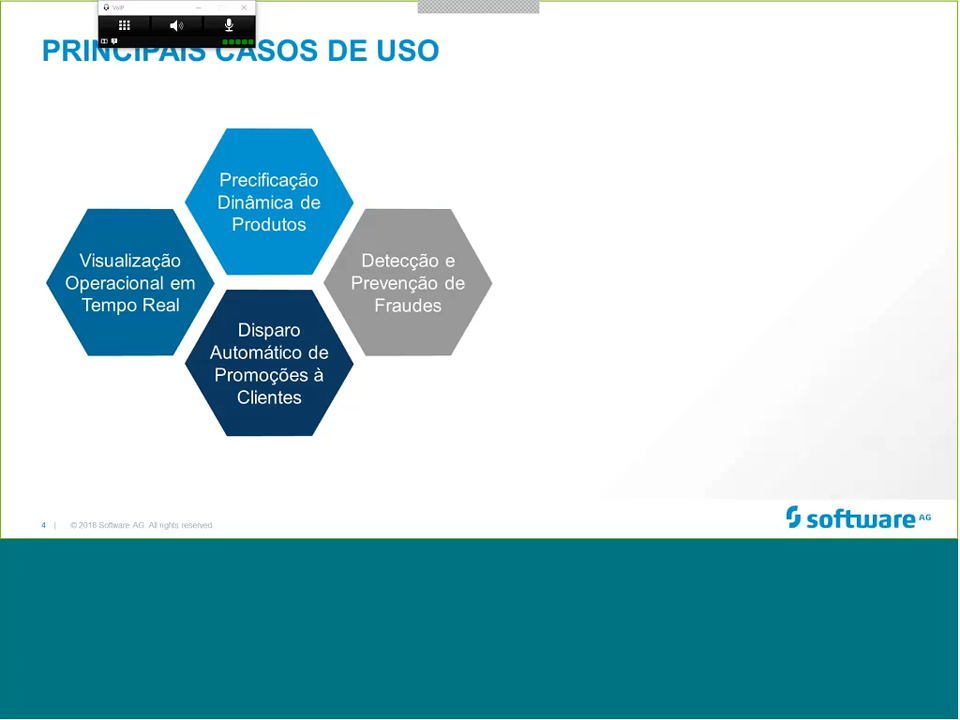 VoIP
PRINCIPAIS CASOS DE USO
Precificação
Dinâmica de
Produtos
Visualização
Operacional em
Tempo Real
Detecção e
Prevenção de
Fraudes
Disparo
Automático de
Promoções à
Clientes
4 | © 2018 Software AG. All rights reserved.
software AG